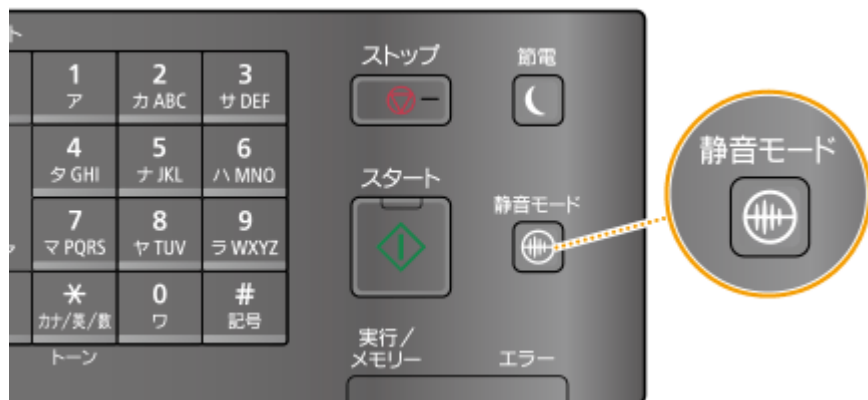 ト
ストップ
節電
1
ア
2
カ ABC
3
サ DEF
4
タ GHI
5
ナ JKL
6
ハ MNO
スタート
静音モード
静音モード
7
マ PQRS
8
ヤ TUV
9
ラ WXYZ
*
カナ/英/数
0
ワ
#
記号
トーン
実行/
メモリー
エラー